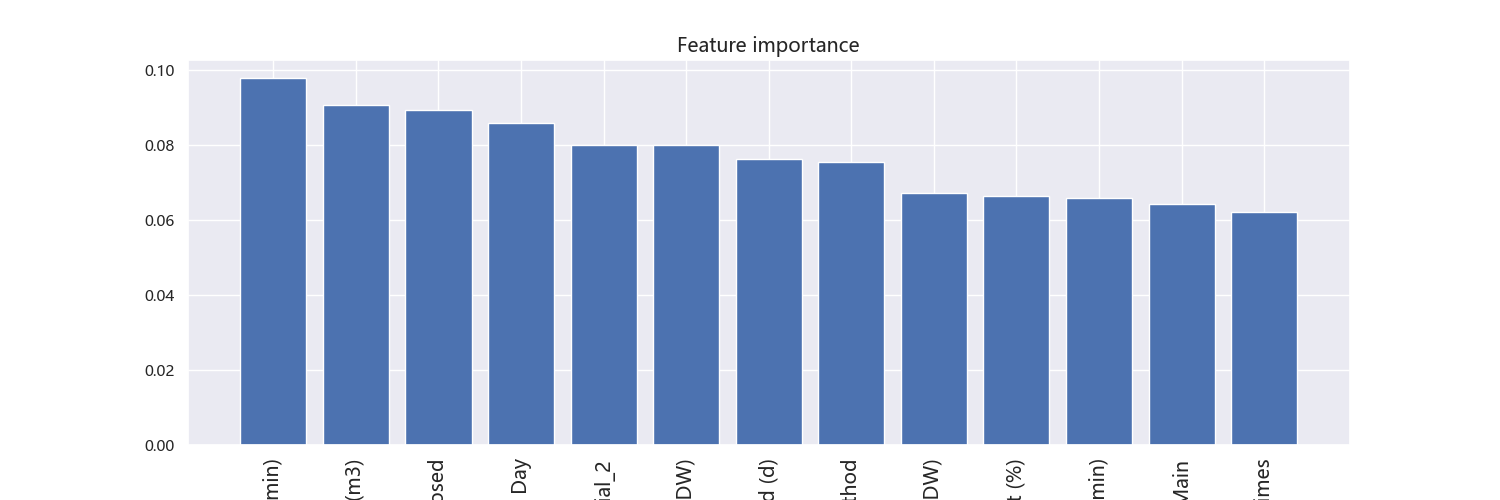 Feature importance
0.10
0.08
0.06
0.04
0.02
0.00
min)
(m3)
osed
Day
ial_2
DW)
d (d)
thod
DW)
t (%)
min)
Main
imes